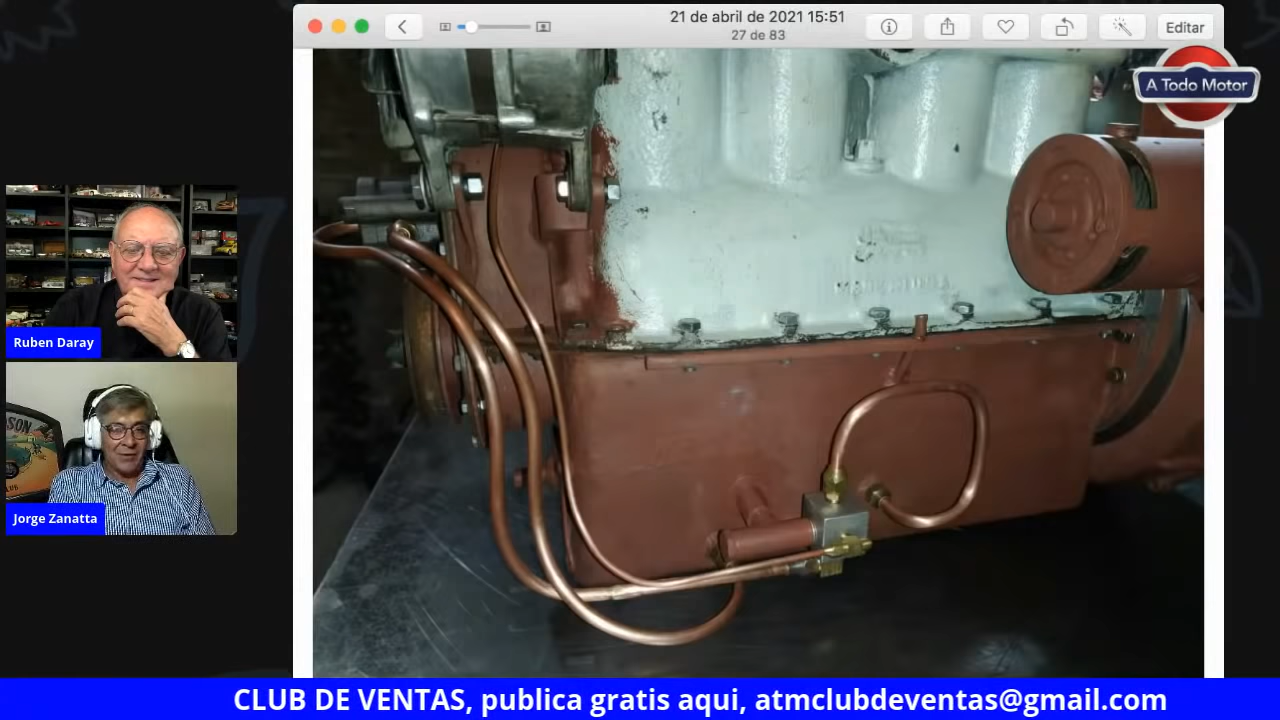 21 de abril de 2021 15:51
27 de 83
Editar
A Todo Motor
Ruben Daray
SON
Jorge Zanatta
CLUB DE VENTAS, publica gratis aqui, atmclubdeventas@gmail.com